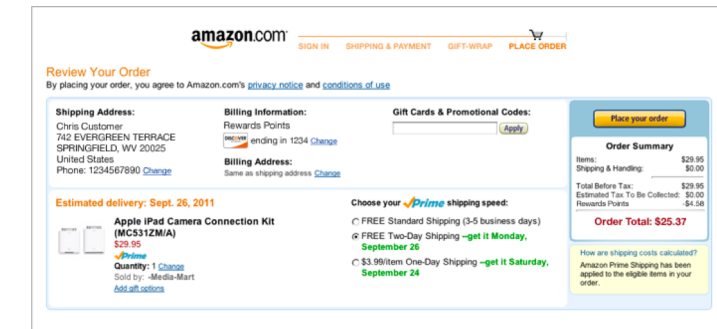 amazon.com
SIGN IN SHIPPING & PAYMENT GIFT-WRAP PLACE ORDER
Review Your Order
By placing your order, you agree to Amazon.com's privacy notice and conditions of use
Shipping Address:
Chris Customer
742 EVERGREEN TERRACE
SPRINGFIELD, WV 20025
United States
Phone: 1234567890 Change
Billing Information:
Rewards Points
DISCOVER ending in 1234 Change
Billing Address:
Same as shipping address Change
Gift Cards & Promotional Codes:
Apply
Place your order
Order Summary
Items: $29.95
Shipping & Handling: $0.00
Total Before Tax: $29.95
Estimated Tax To Be Collected: $0.00
Rewards Points -$4.58
Order Total: $25.37
How are shipping costs calculated?
Amazon Prime Shipping has been
applied to the eligible items in your
order.
Estimated delivery: Sept. 26, 2011
Apple iPad Camera Connection Kit
(MC531ZM/A)
$29.95
Prime
Quantity: 1 Change
Sold by: -Media-Mart
Add gift options
Choose your Prime shipping speed:
FREE Standard Shipping (3-5 business days)
FREE Two-Day Shipping --get it Monday,
September 26
$3.99/item One-Day Shipping --get it Saturday,
September 24